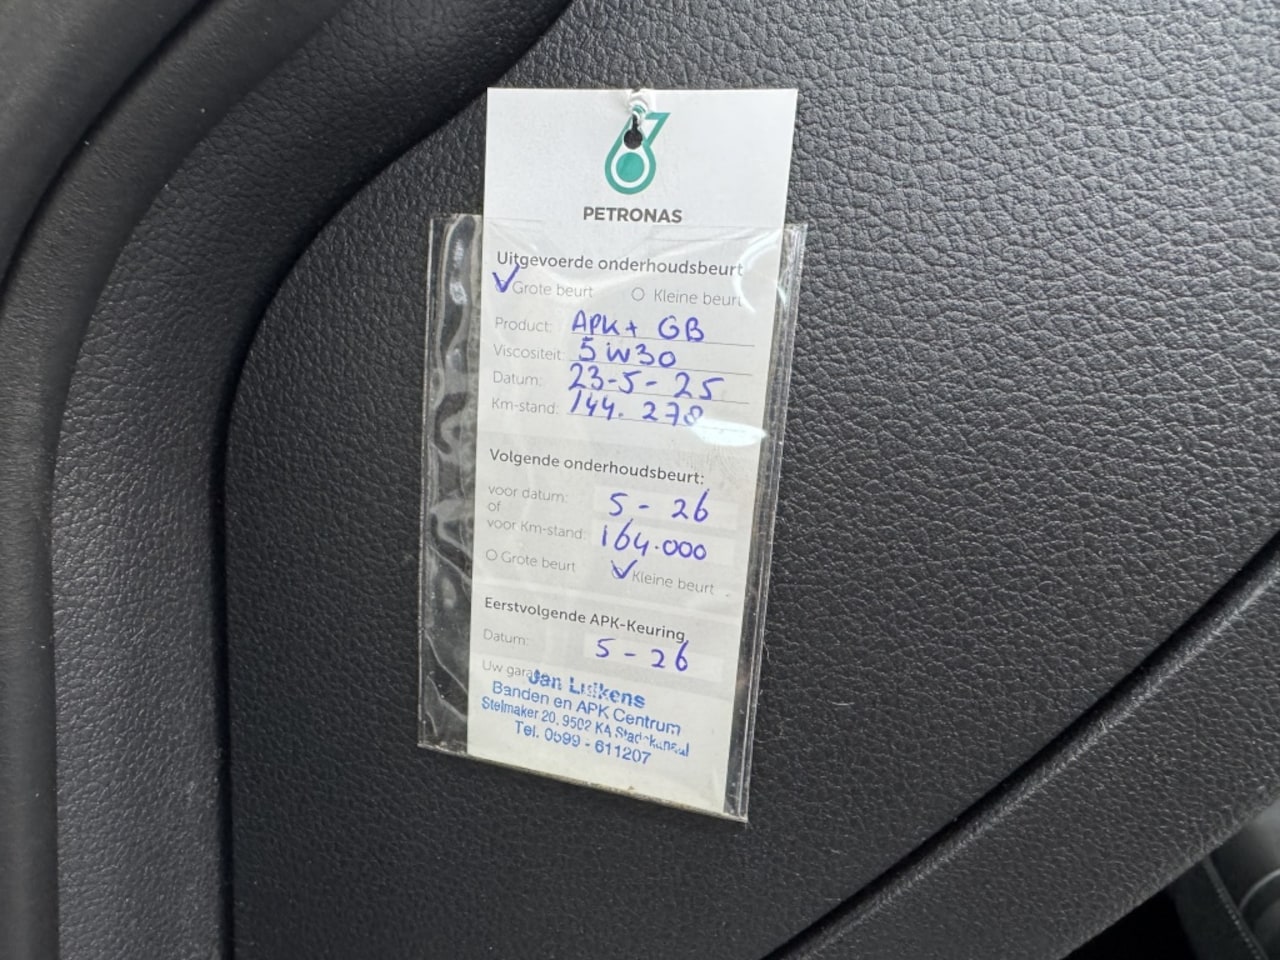 PETRONAS
Uitgevoerde onderhoudsbeurt
Grote beurt Kleine beurt
Product: APK + GB
Viscositeit: 5W30
Datum: 23-5-25
Km-stand: 144.278
Volgende onderhoudsbeurt:
voor datum: 5-26
of
voor Km-stand: 164.000
Grote beurt Kleine beurt
Eerstvolgende APK-Keuring
Datum: 5-26
Uw
Jan Luikens
Banden en APK Centrum
Stelmaker 20, 9502 KA Stadskanaal
Tel. 0599 - 611207